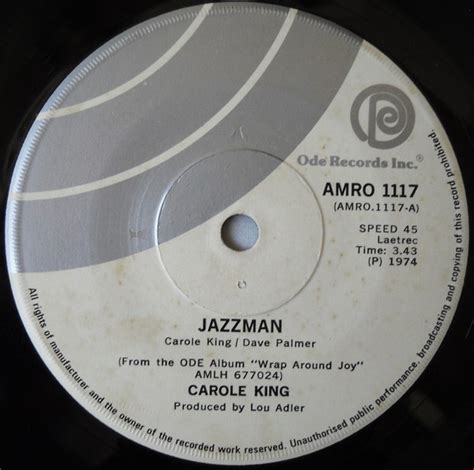 Ode Records Inc.®
AMRO 1117
(AMRO.1117-A)
SPEED 45
Laetrec
Time: 3.43
(P) 1974
JAZZMAN
Carole King / Dave Palmer
(From the ODE Album "Wrap Around Joy"
AMLH 677024)
CAROLE KING
Produced by Lou Adler
All rights of manufacturer and the owner of the recorded work reserved. Unauthorised public performance, broadcasting and copying of this record prohibited.